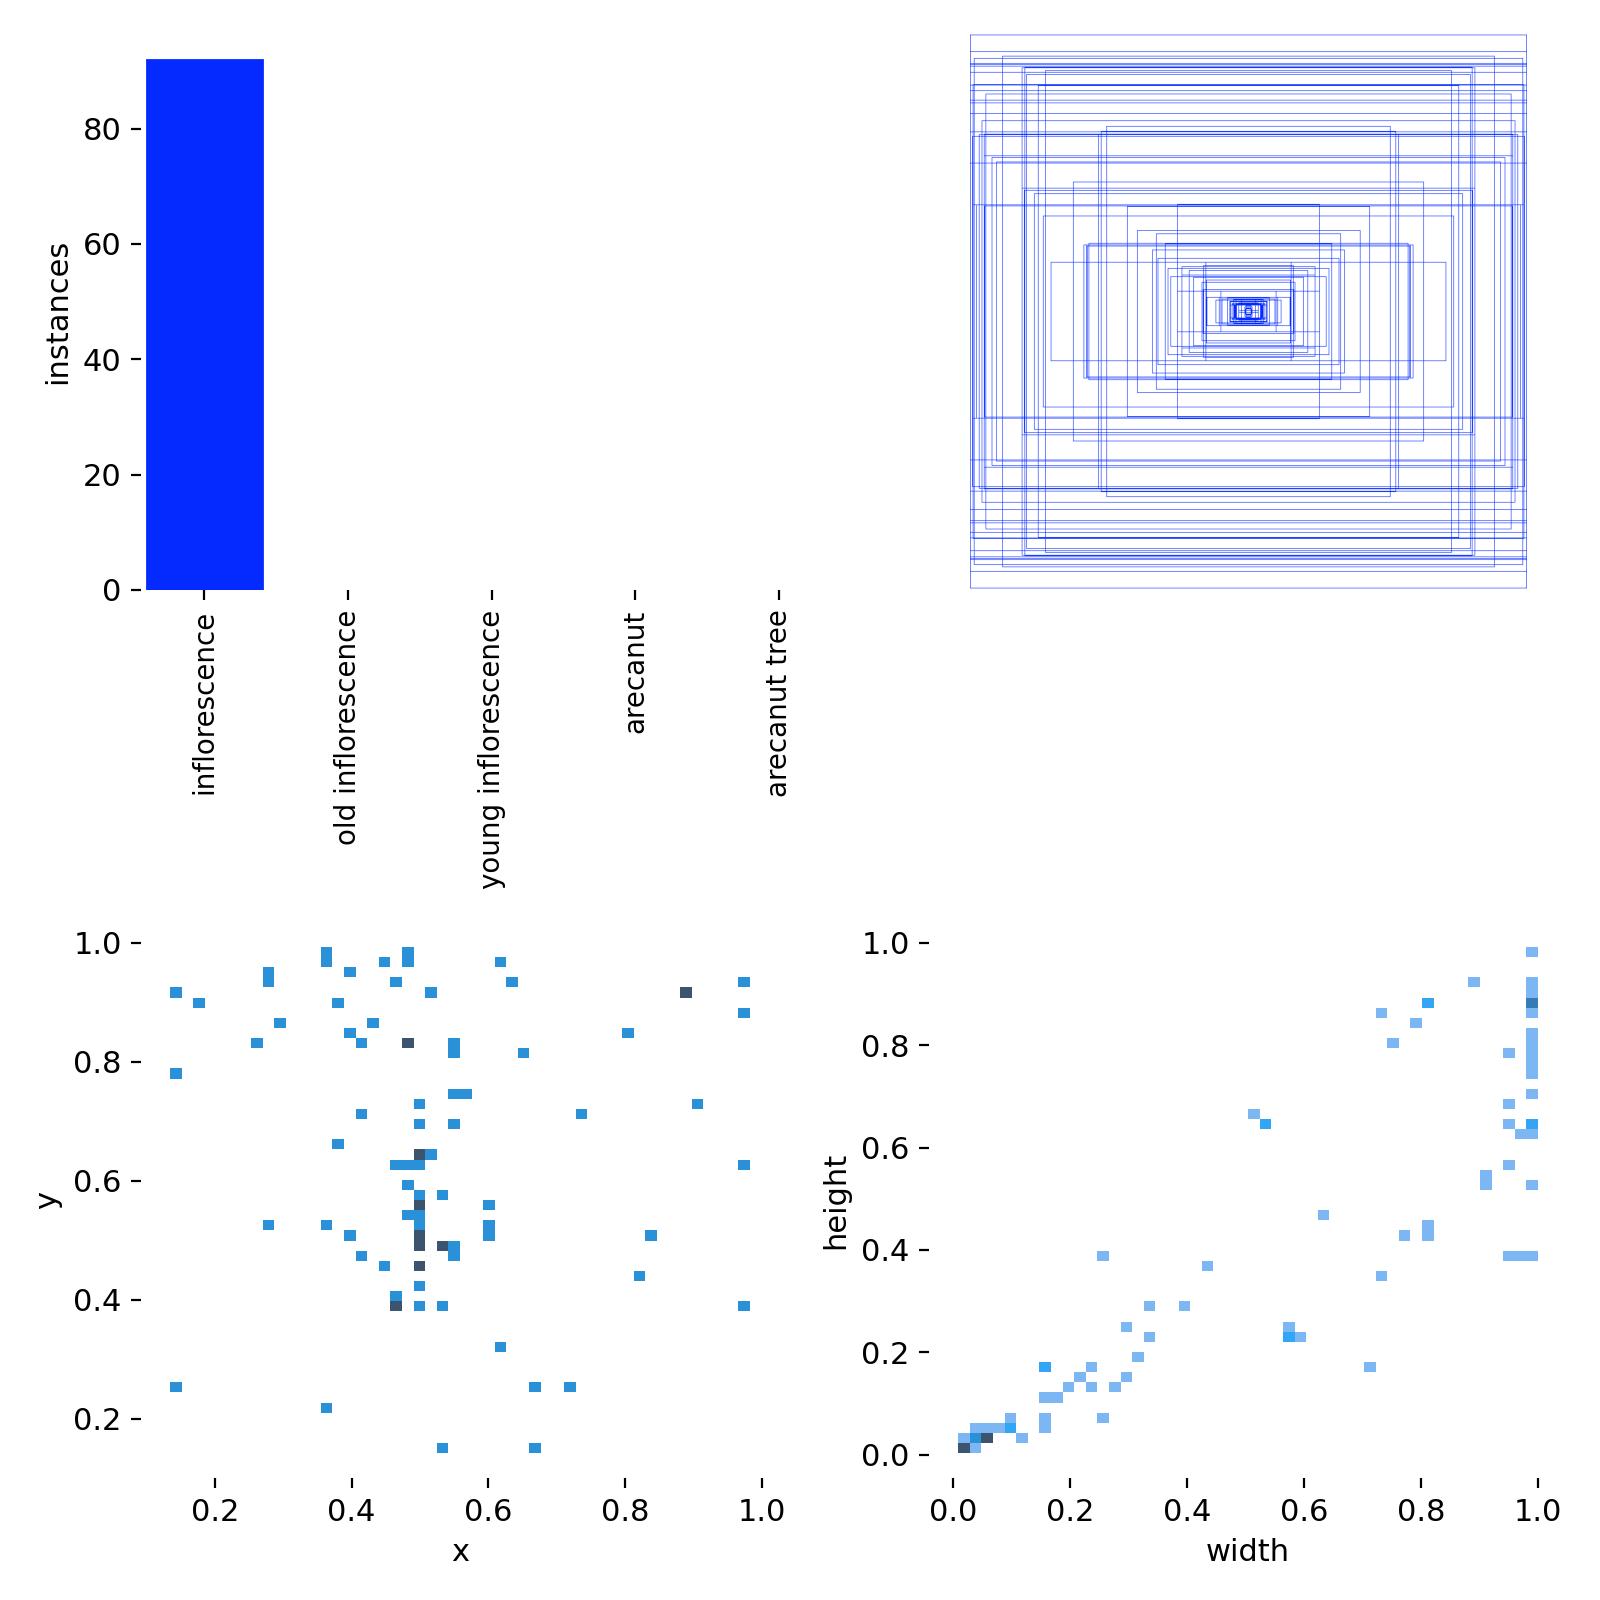 instances
80
60
40
20
0
inflorescence
old inflorescence
young inflorescence
arecanut
arecanut tree
y
1.0
0.8
0.6
0.4
0.2
0.2 0.4 0.6 0.8 1.0
x
height
1.0
0.8
0.6
0.4
0.2
0.0
0.0 0.2 0.4 0.6 0.8 1.0
width